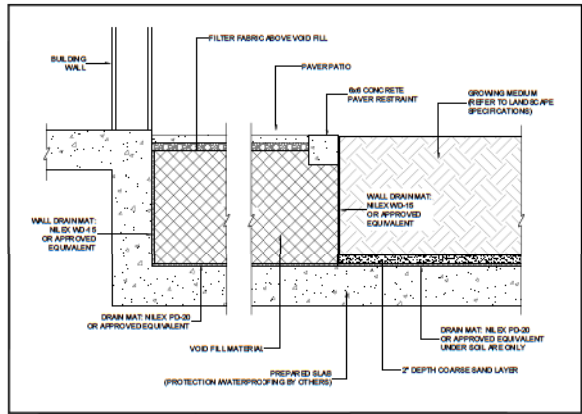 FILTER FABRIC ABOVE VOID FILL
BUILDING
WALL
PAVER PATIO
6x6 CONCRETE
PAVER RESTRAINT
GROWING MEDIUM
(REFER TO LANDSCAPE
SPECIFICATIONS)
WALL DRAIN MAT:
NILEX WD-15
OR APPROVED
EQUIVALENT
WALL DRAIN MAT:
NILEX WD-15
OR APPROVED
EQUIVALENT
DRAIN MAT: NILEX PD-20
OR APPROVED EQUIVALENT
VOID FILL MATERIAL
PREPARED SLAB
(PROTECTION /WATERPROOFING BY OTHERS)
DRAIN MAT: NILEX PD-20
OR APPROVED EQUIVALENT
UNDER SOIL ARE ONLY
2" DEPTH COARSE SAND LAYER